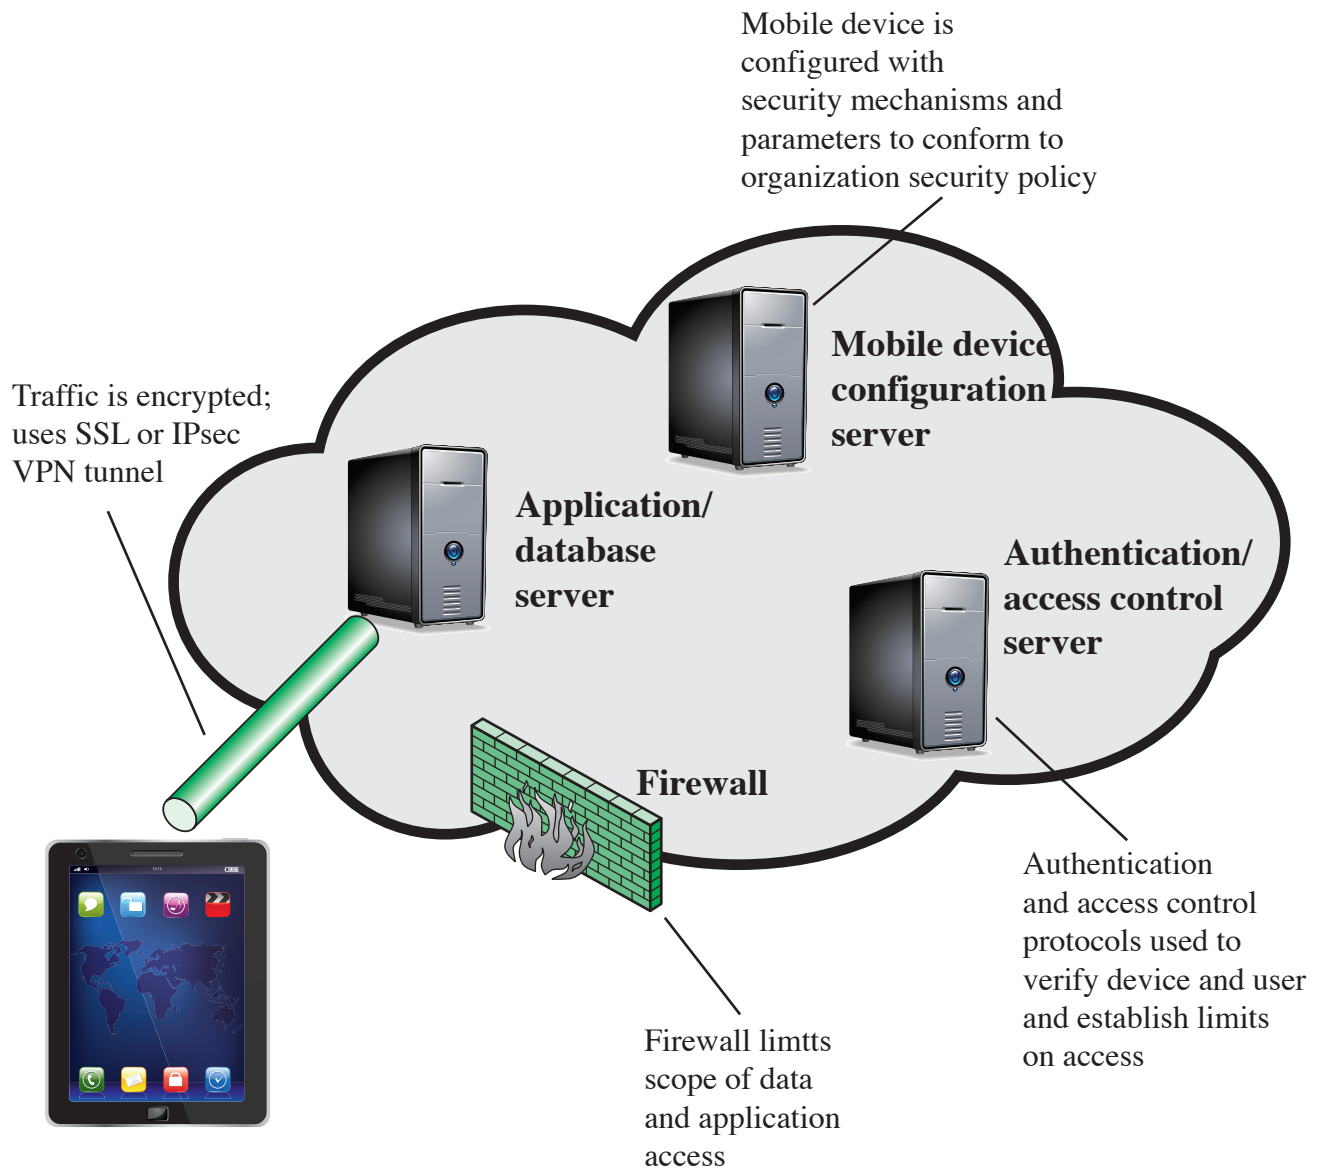 Mobile device is
configured with
security mechanisms and
parameters to conform to
organization security policy
Mobile device
configuration
server
Traffic is encrypted;
uses SSL or IPsec
VPN tunnel
Application/
database
server
Authentication/
access control
server
Firewall
Authentication
and access control
protocols used to
verify device and user
and establish limits
on access
Firewall limtts
scope of data
and application
access